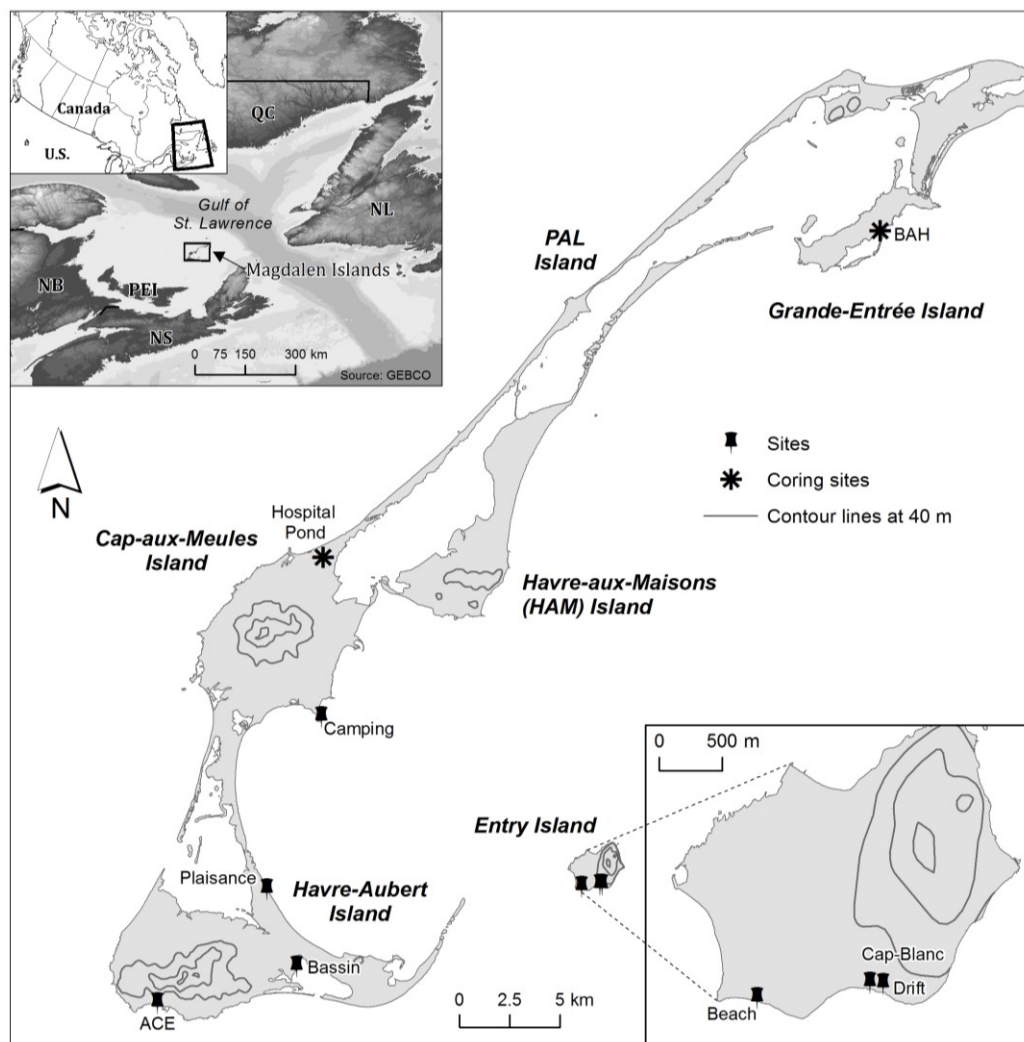 Canada
U.S.
QC
Gulf of
St. Lawrence
NL
Magdalen Islands
NB
PEI
NS
0 75 150 300 km
Source: GEBCO
N
PAL
Island
BAH
Grande-Entrée Island
Sites
Coring sites
Contour lines at 40 m
Hospital
Pond
Cap-aux-Meules
Island
Havre-aux-Maisons
(HAM) Island
Camping
Entry Island
Plaisance
Havre-Aubert
Island
Bassin
ACE
0 2.5 5 km
0 500 m
Cap-Blanc
Drift
Beach